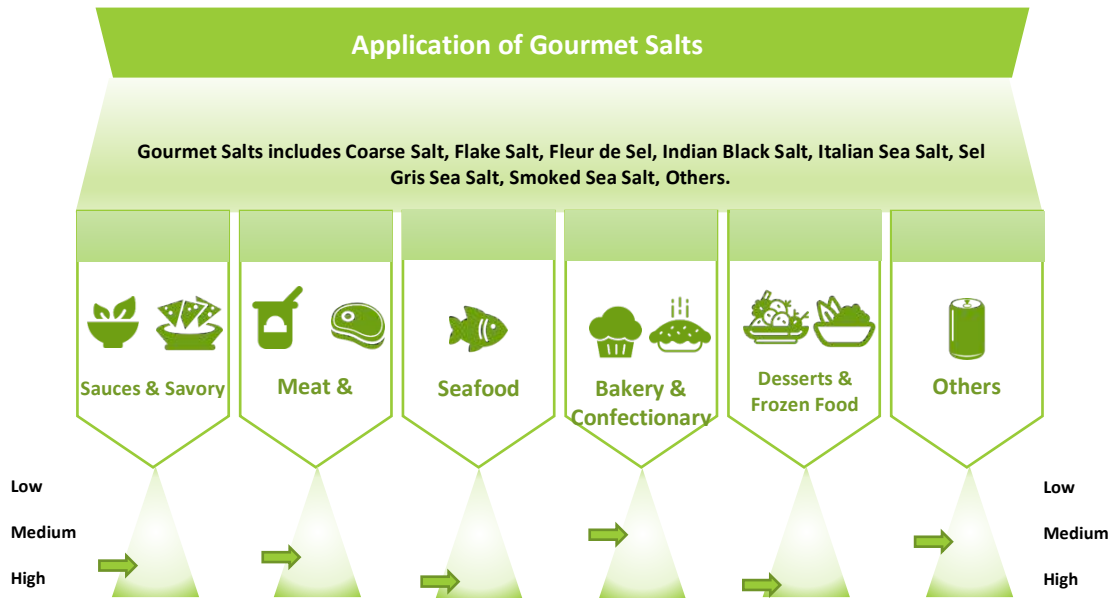 Application of Gourmet Salts
Gourmet Salts includes Coarse Salt, Flake Salt, Fleur de Sel, Indian Black Salt, Italian Sea Salt, Sel
Gris Sea Salt, Smoked Sea Salt, Others.
Sauces & Savory
Meat &
Seafood
Bakery &
Confectionary
Desserts &
Frozen Food
Others
Low
Medium
High
Low
Medium
High